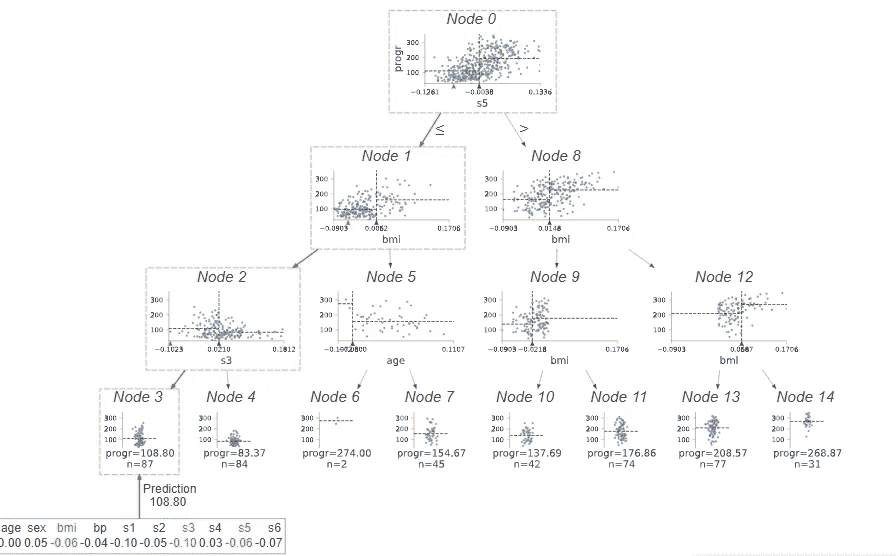 Node 0
300
200
100
progr
−0.1261 −0.0038 0.1336
s5
≤ >
Node 1 Node 8
300 300
200 200
100 100
−0.0903 0.0062 0.1706 −0.0903 0.0148 0.1706
bmi bmi
Node 2 Node 5 Node 9 Node 12
300 300 300 300
200 200 200 200
100 100 100 100
−0.1023 0.0210 0.1812 0.1107 −0.0903 −0.0218 0.1706 −0.0903 0.0687 0.1706
s3 age bmi bmi
Node 3 Node 4 Node 6 Node 7 Node 10 Node 11 Node 13 Node 14
300 300 300 300 300 300 300 300
200 200 200 200 200 200 200 200
100 100 100 100 100 100 100 100
progr=108.80 progr=83.37 progr=274.00 progr=154.67 progr=137.69 progr=176.86 progr=208.57 progr=268.87
n=87 n=84 n=2 n=45 n=42 n=74 n=77 n=31
Prediction
108.80
age sex bmi bp s1 s2 s3 s4 s5 s6
0.00 0.05 -0.06 -0.04 -0.10 -0.05 -0.10 0.03 -0.06 -0.07